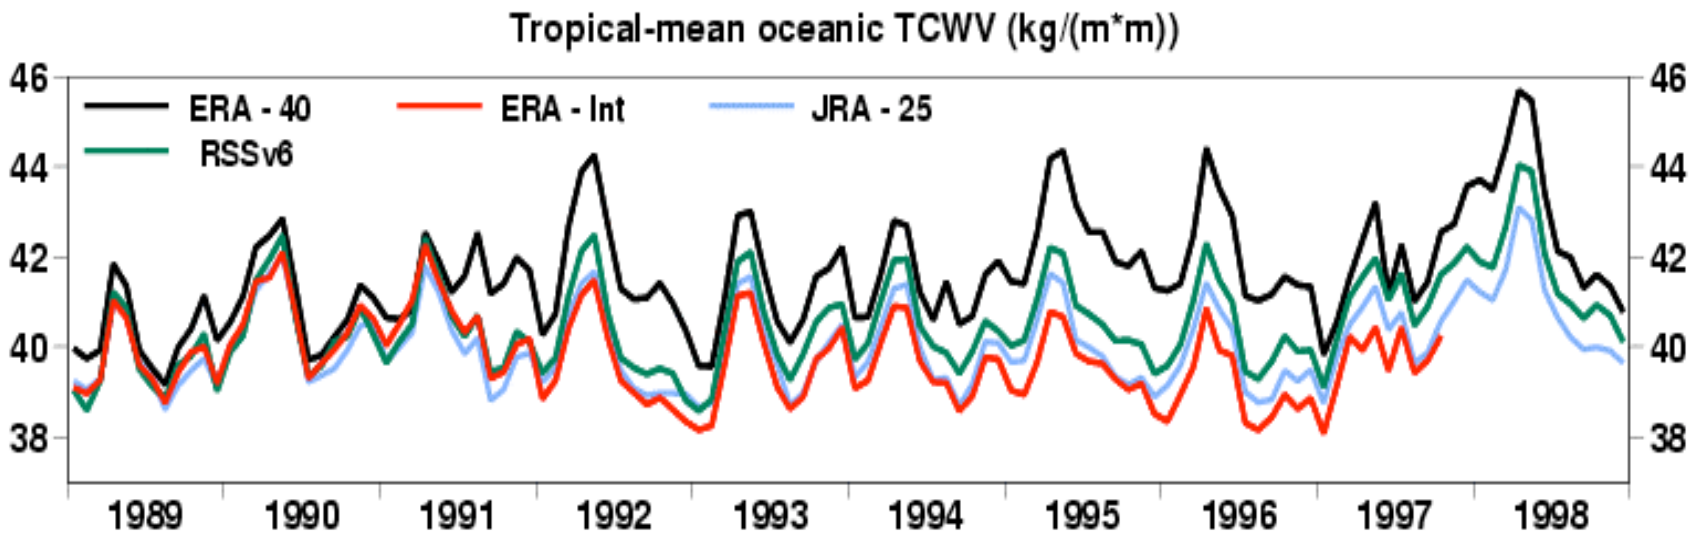 Tropical-mean oceanic TCWV (kg/(m*m))
46 46
ERA - 40 ERA - Int JRA - 25
RSSv6
44 44
42 42
40 40
38 38
1989 1990 1991 1992 1993 1994 1995 1996 1997 1998